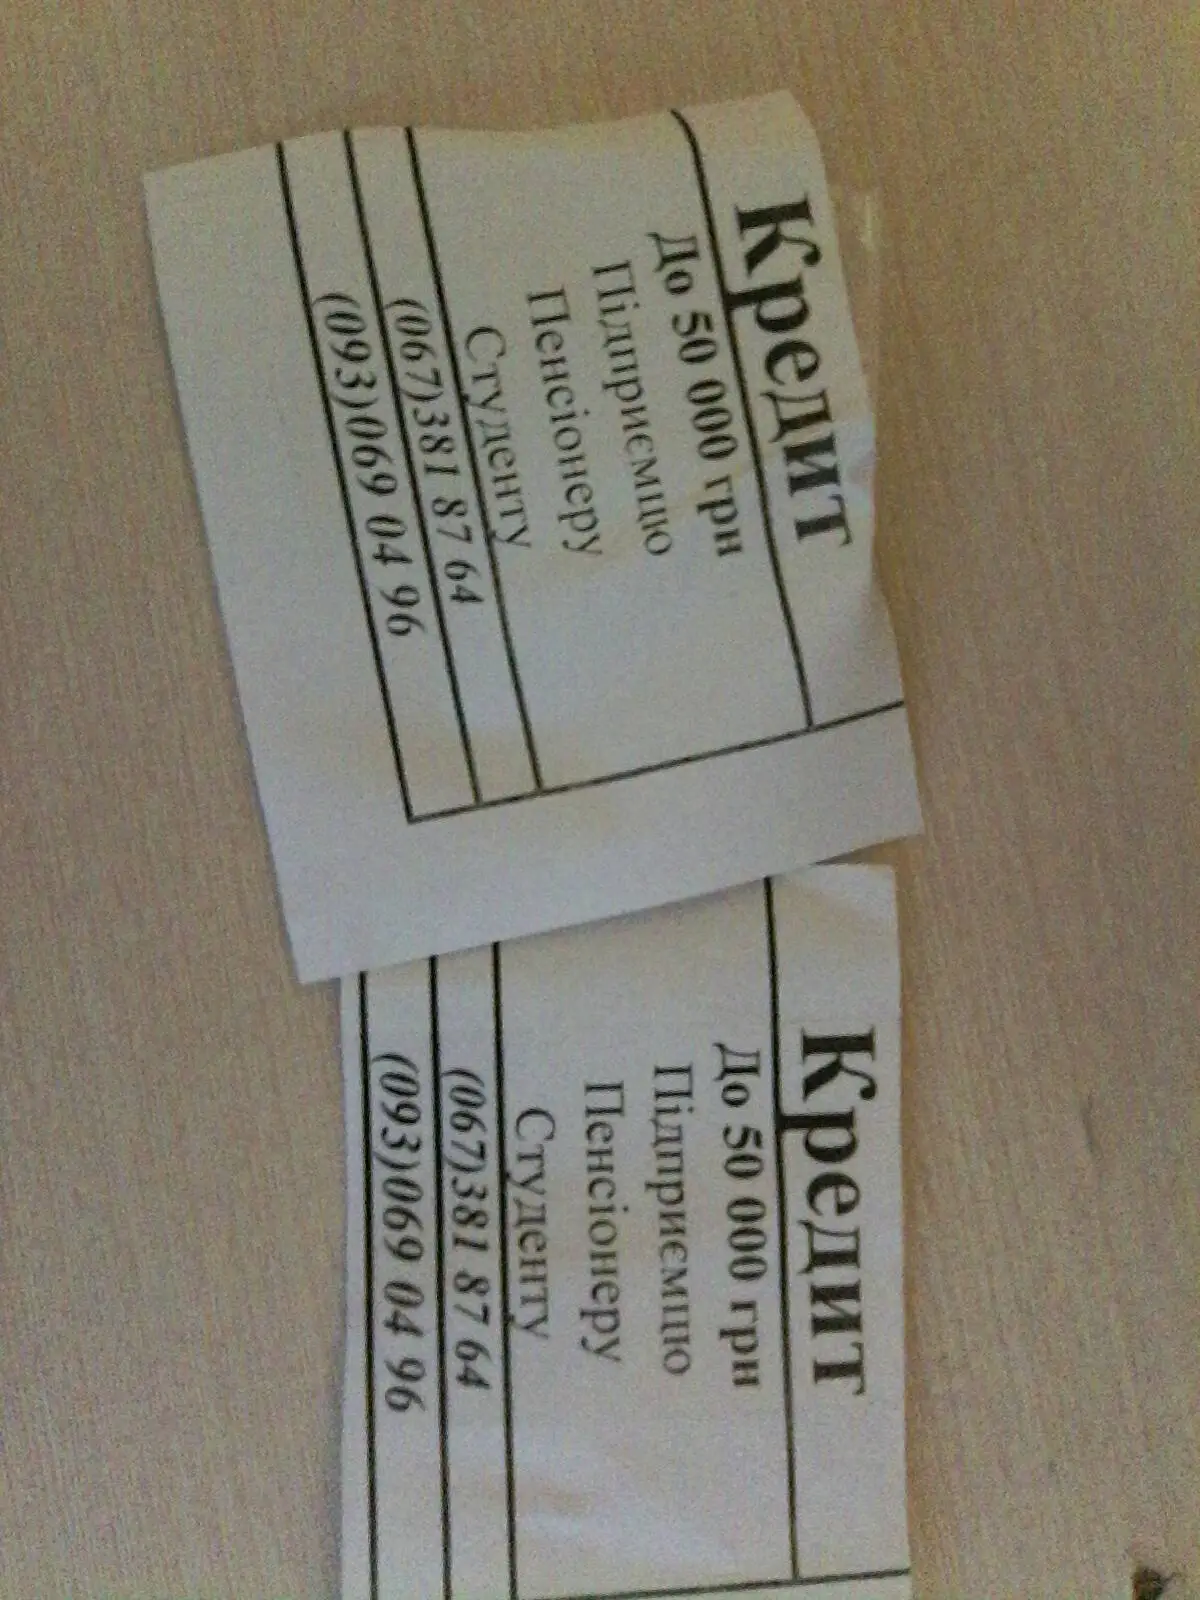 Кредит
До 50 000 грн
Підприємцю
Пенсіонеру
Студенту
(067)381 87 64
(093)069 04 96
Кредит
До 50 000 грн
Підприємцю
Пенсіонеру
Студенту
(067)381 87 64
(093)069 04 96